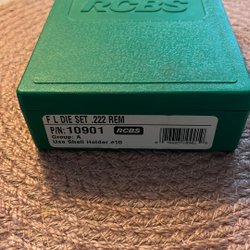 RCBS
F L DIE SET .222 REM
P/N: 10901 RCBS
Group: A
Use Shell Holder #10